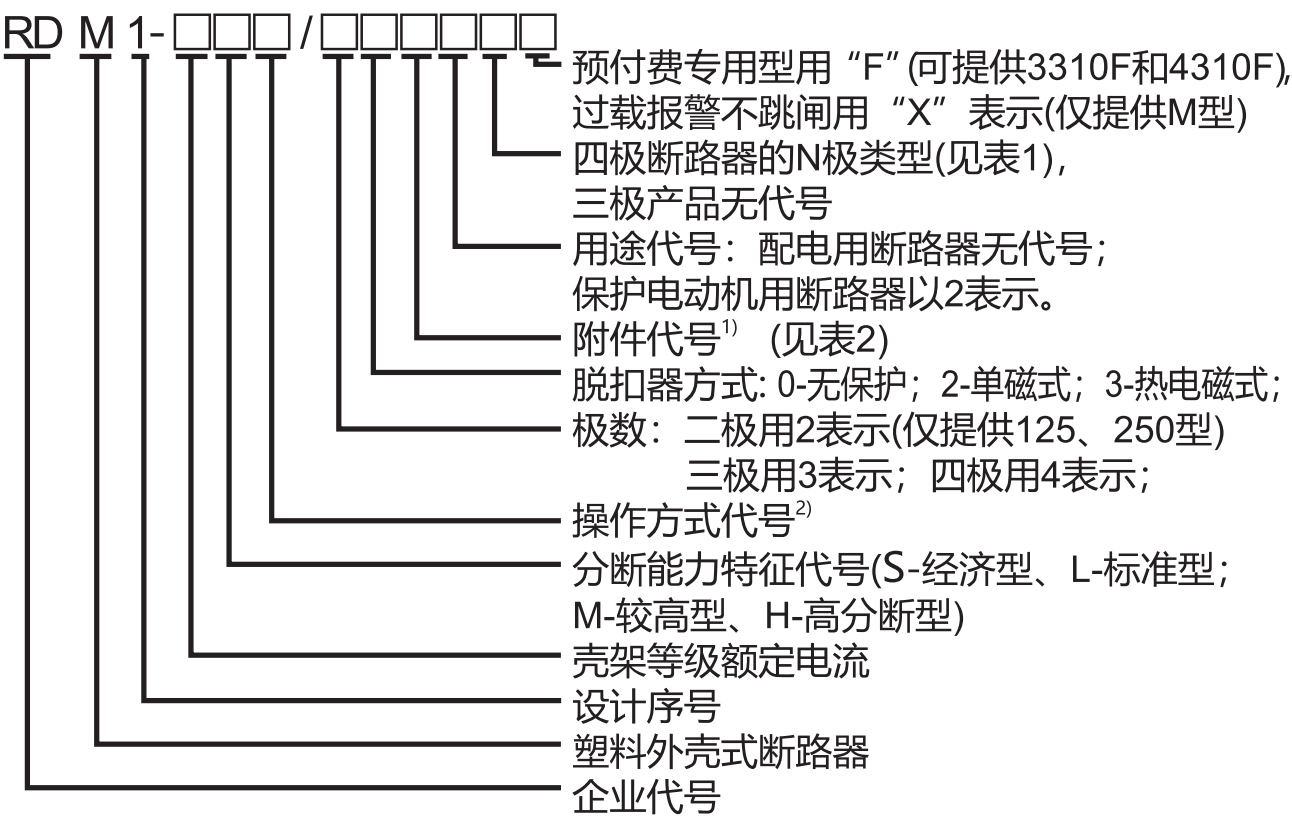 RD M 1-□□□/□□□□□□
预付费专用型用“F”(可提供3310F和4310F),
过载报警不跳闸用“X”表示(仅提供M型)
四极断路器的N极类型(见表1),
三极产品无代号
用途代号：配电用断路器无代号；
保护电动机用断路器以2表示。
附件代号1) (见表2)
脱扣器方式: 0-无保护；2-单磁式；3-热电磁式；
极数：二极用2表示(仅提供125、250型)
三极用3表示；四极用4表示；
操作方式代号2)
分断能力特征代号(S-经济型、L-标准型；
M-较高型、H-高分断型)
壳架等级额定电流
设计序号
塑料外壳式断路器
企业代号